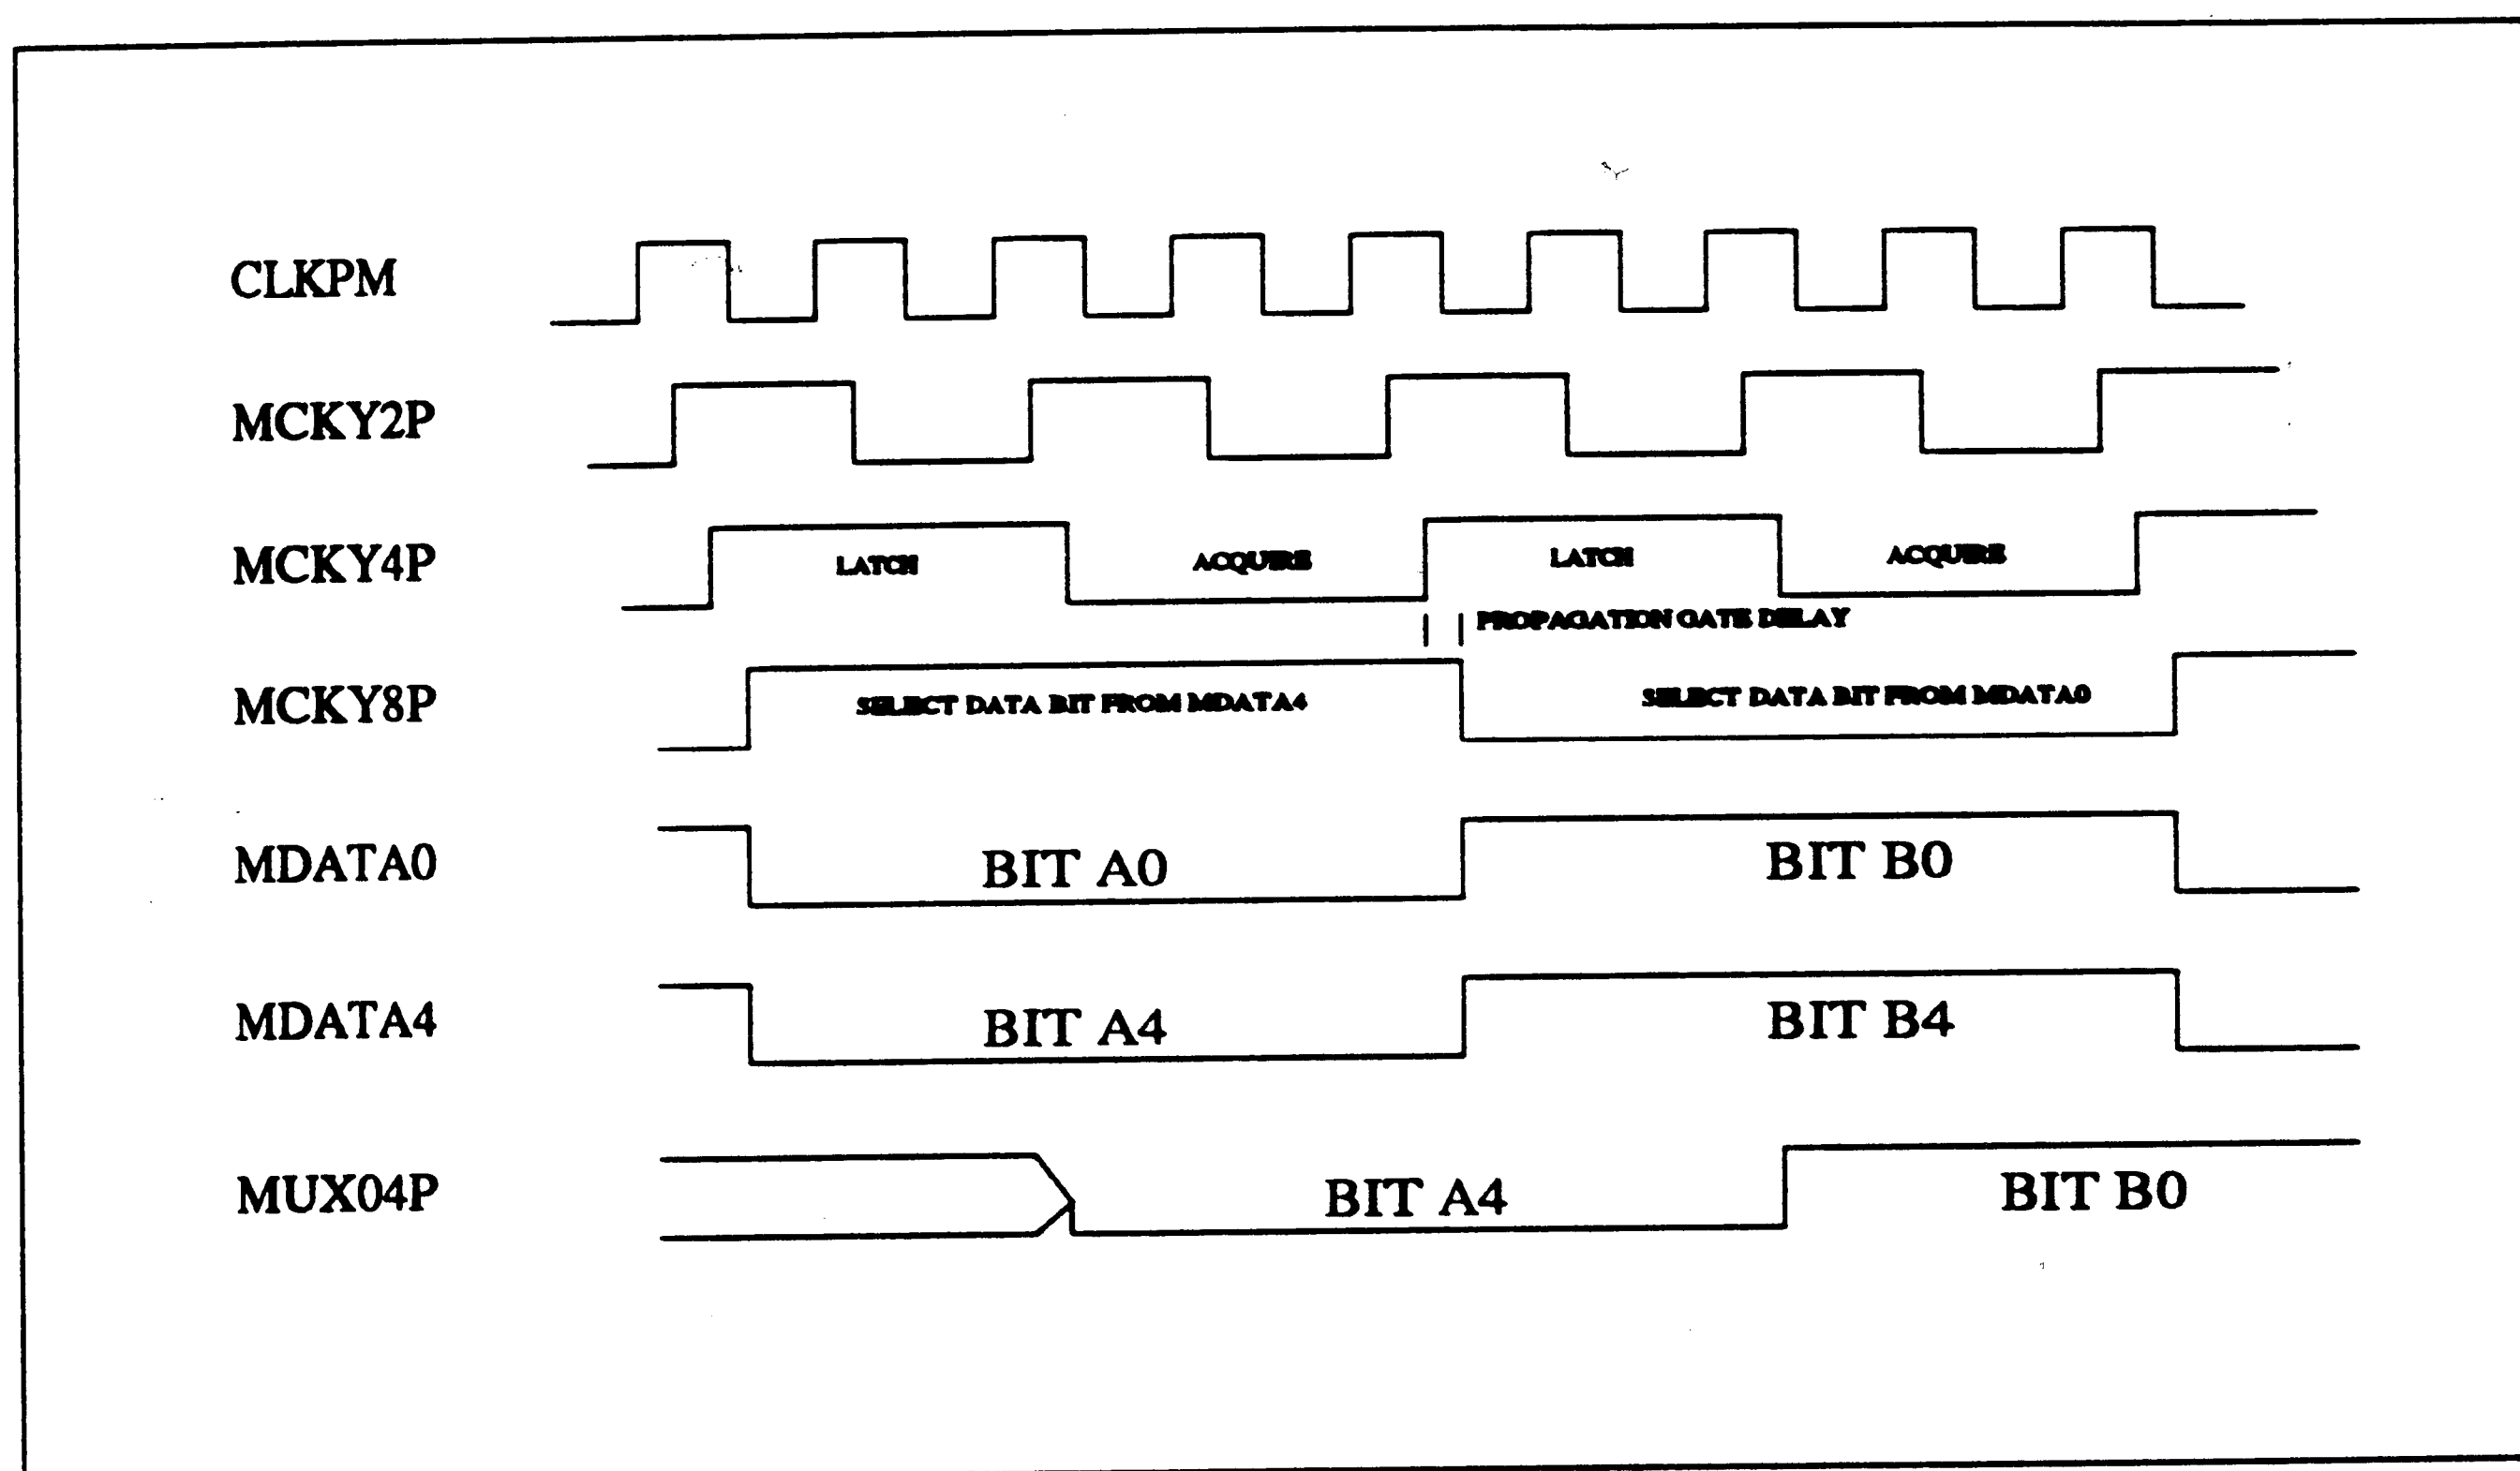 CLKPM
MCKY2P
MCKY4P
LATCH ACQUIRE LATCH ACQUIRE
PROPAGATION GATE DELAY
MCKY8P
SELECT DATA BIT FROM MDATA4 SELECT DATA BIT FROM MDATA0
MDATA0 BIT A0 BIT B0
MDATA4 BIT A4 BIT B4
MUX04P BIT A4 BIT B0